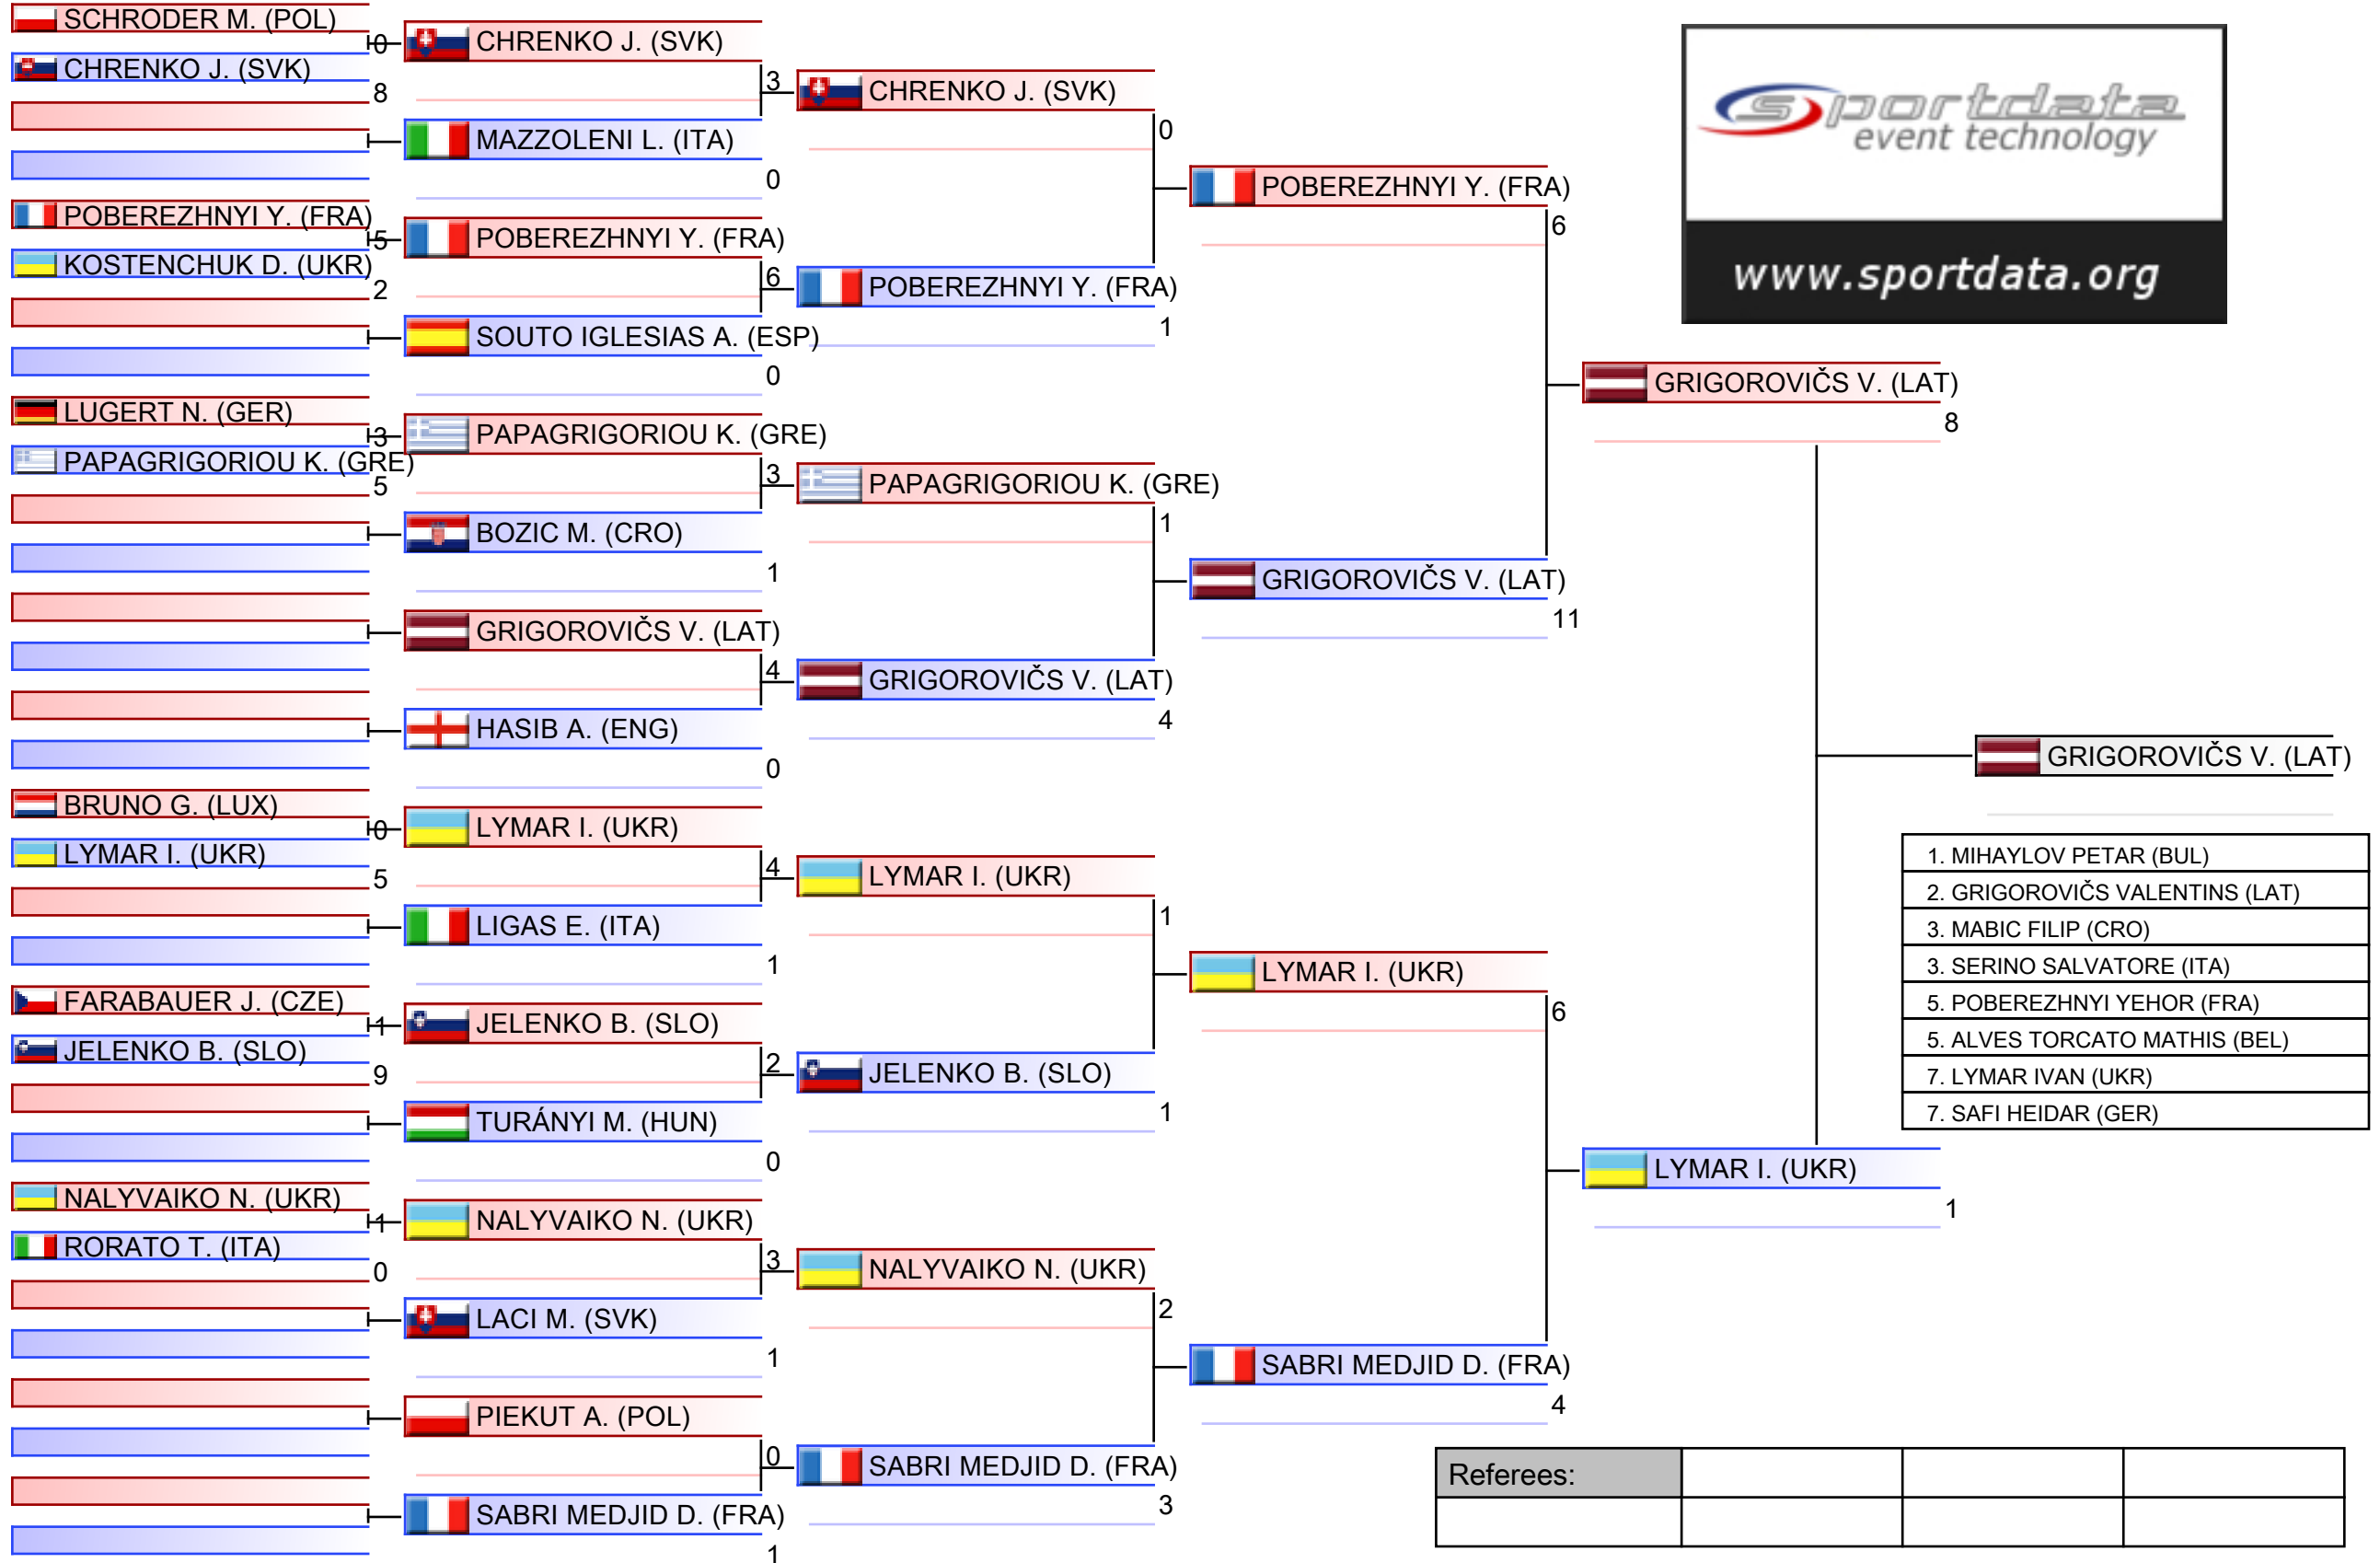 SCHRODER M. (POL)
0
CHRENKO J. (SVK)
8
POBEREZHNYI Y. (FRA)
5
KOSTENCHUK D. (UKR)
2
LUGERT N. (GER)
3
PAPAGRIGORIOU K. (GRE)
5
BRUNO G. (LUX)
0
LYMAR I. (UKR)
5
FARABAUER J. (CZE)
1
JELENKO B. (SLO)
9
NALYVAIKO N. (UKR)
1
RORATO T. (ITA)
0
CHRENKO J. (SVK)
3
MAZZOLENI L. (ITA)
0
POBEREZHNYI Y. (FRA)
6
SOUTO IGLESIAS A. (ESP)
0
PAPAGRIGORIOU K. (GRE)
3
BOZIC M. (CRO)
1
GRIGOROVIČS V. (LAT)
4
HASIB A. (ENG)
0
LYMAR I. (UKR)
4
LIGAS E. (ITA)
1
JELENKO B. (SLO)
2
TURÁNYI M. (HUN)
0
NALYVAIKO N. (UKR)
3
LACI M. (SVK)
1
PIEKUT A. (POL)
0
SABRI MEDJID D. (FRA)
1
CHRENKO J. (SVK)
0
POBEREZHNYI Y. (FRA)
1
PAPAGRIGORIOU K. (GRE)
1
GRIGOROVIČS V. (LAT)
4
LYMAR I. (UKR)
1
JELENKO B. (SLO)
1
NALYVAIKO N. (UKR)
2
SABRI MEDJID D. (FRA)
3
POBEREZHNYI Y. (FRA)
6
GRIGOROVIČS V. (LAT)
11
LYMAR I. (UKR)
6
SABRI MEDJID D. (FRA)
4
GRIGOROVIČS V. (LAT)
8
LYMAR I. (UKR)
1
GRIGOROVIČS V. (LAT)
sportdata
event technology
www.sportdata.org
1. MIHAYLOV PETAR (BUL)
2. GRIGOROVIČS VALENTINS (LAT)
3. MABIC FILIP (CRO)
3. SERINO SALVATORE (ITA)
5. POBEREZHNYI YEHOR (FRA)
5. ALVES TORCATO MATHIS (BEL)
7. LYMAR IVAN (UKR)
7. SAFI HEIDAR (GER)
Referees: